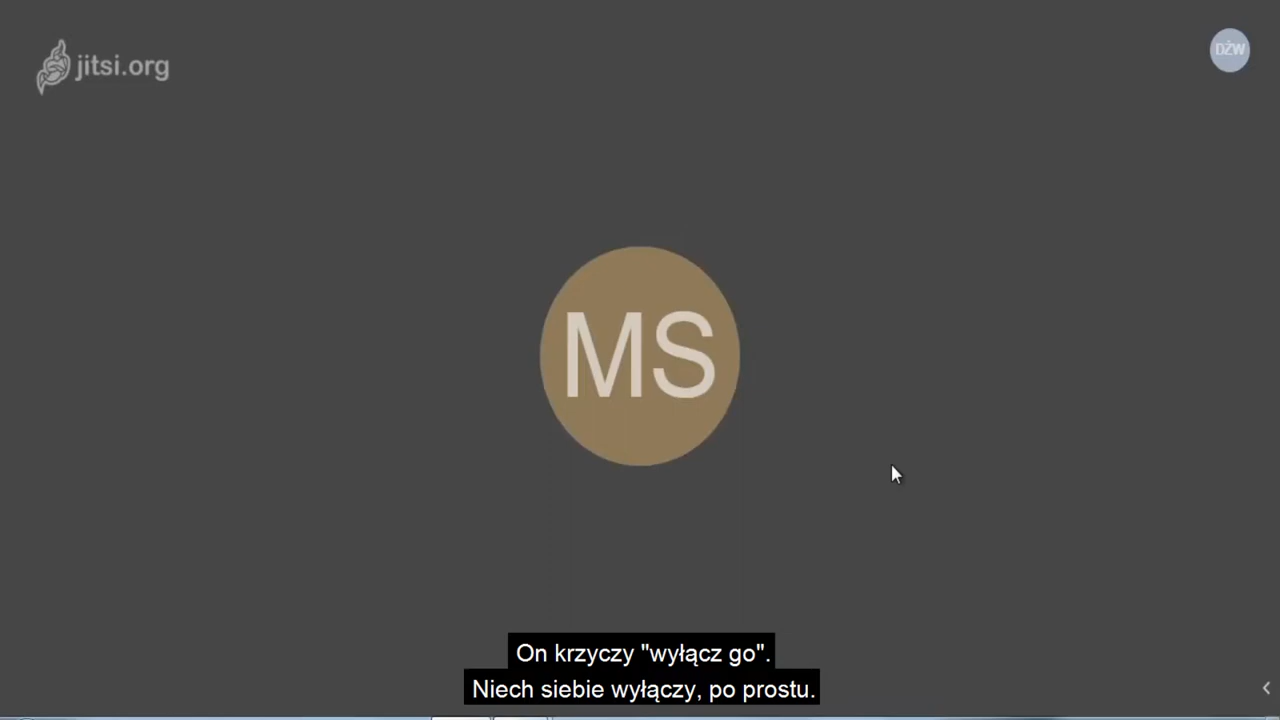 jitsi.org
DŻW
MS
On krzyczy "wyłącz go".
Niech siebie wyłączy, po prostu.